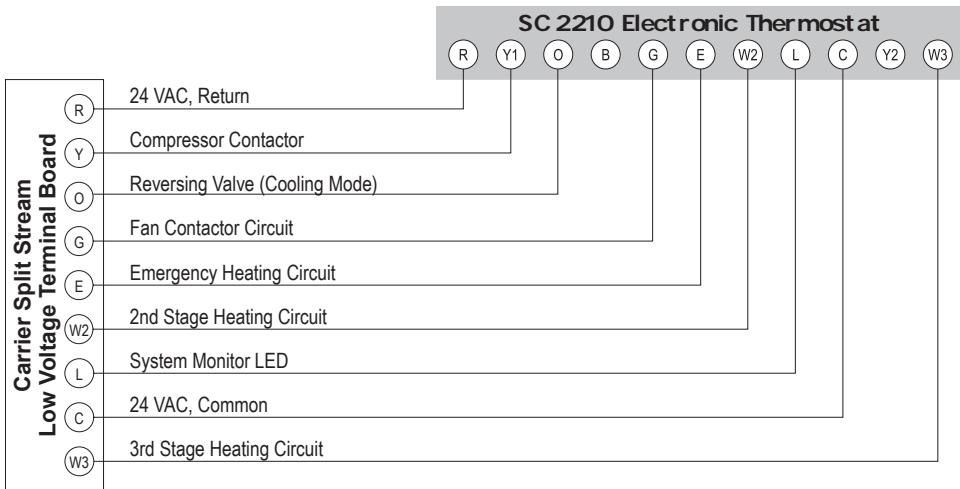 SC 2210 Electronic Thermostat
R Y1 O B G E W2 L C Y2 W3
Carrier Split Stream
Low Voltage Terminal Board
R 24 VAC, Return
Y Compressor Contactor
O Reversing Valve (Cooling Mode)
G Fan Contactor Circuit
E Emergency Heating Circuit
W2 2nd Stage Heating Circuit
L System Monitor LED
C 24 VAC, Common
W3 3rd Stage Heating Circuit